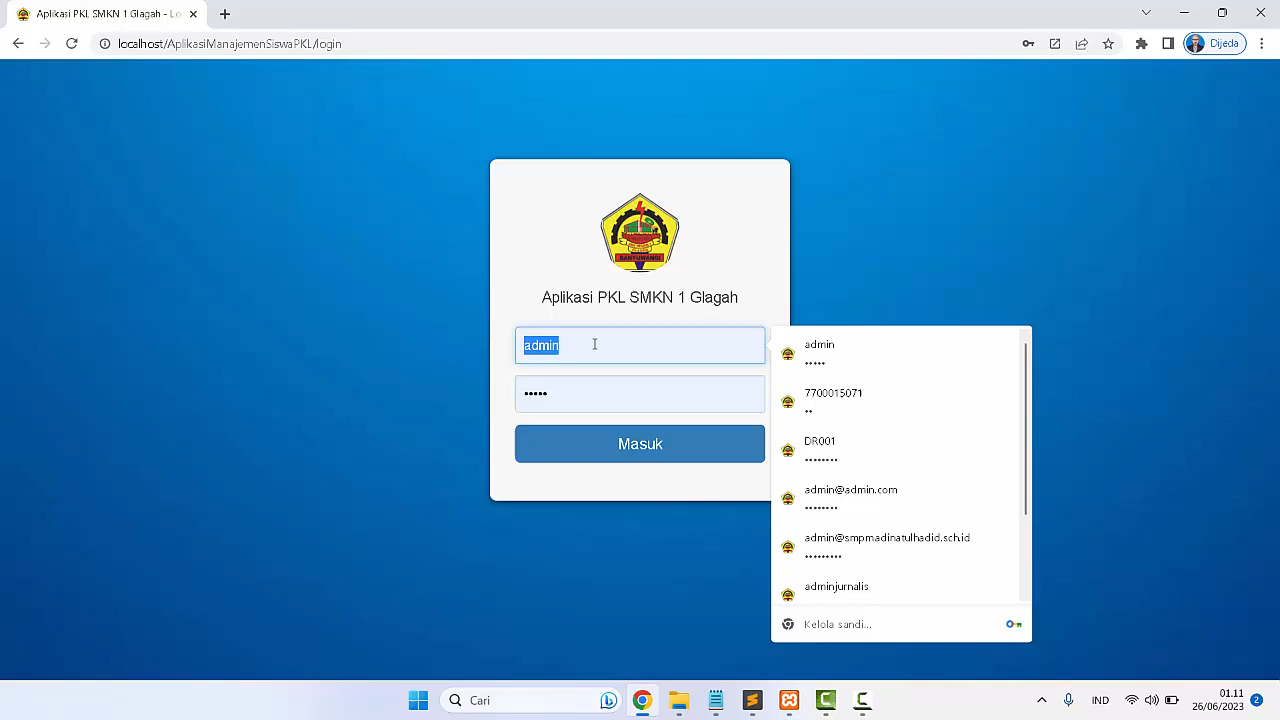 Aplikasi PKL SMKN 1 Glagah - Lo
localhost/AplikasiManajemenSiswaPKL/login
Dijeda
BANYUWANGI
Aplikasi PKL SMKN 1 Glagah
admin
•••••
Masuk
admin
•••••
7700015071
••
DR001
••••••••
admin@admin.com
••••••••
admin@smpmadinatulhadid.sch.id
•••••••••
adminjurnalis
Kelola sandi...
Cari
IND
01.11
26/06/2023
2